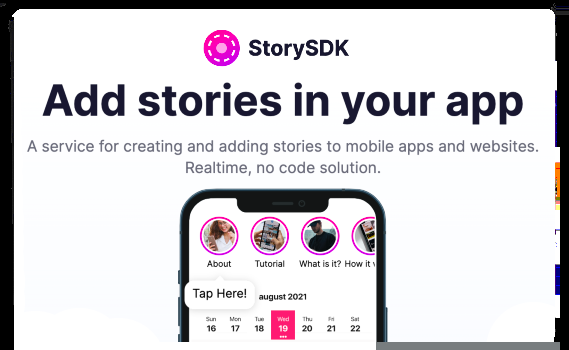 StorySDK
Add stories in your app
A service for creating and adding stories to mobile apps and websites.
Realtime, no code solution.
About Tutorial What is it? How it
Tap Here!
august 2021
Sun Mon Tue Wed Thu Fri Sat
16 17 18 19 20 21 22